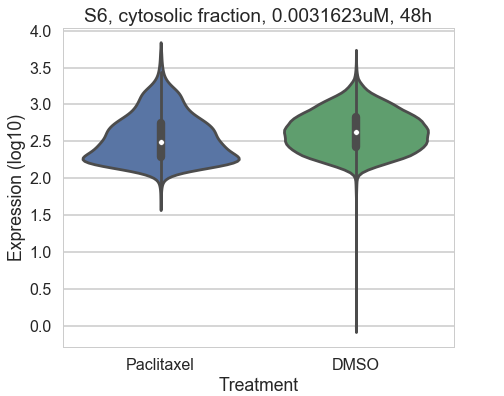 S6, cytosolic fraction, 0.0031623uM, 48h
Expression (log10)
4.0
3.5
3.0
2.5
2.0
1.5
1.0
0.5
0.0
Paclitaxel DMSO
Treatment